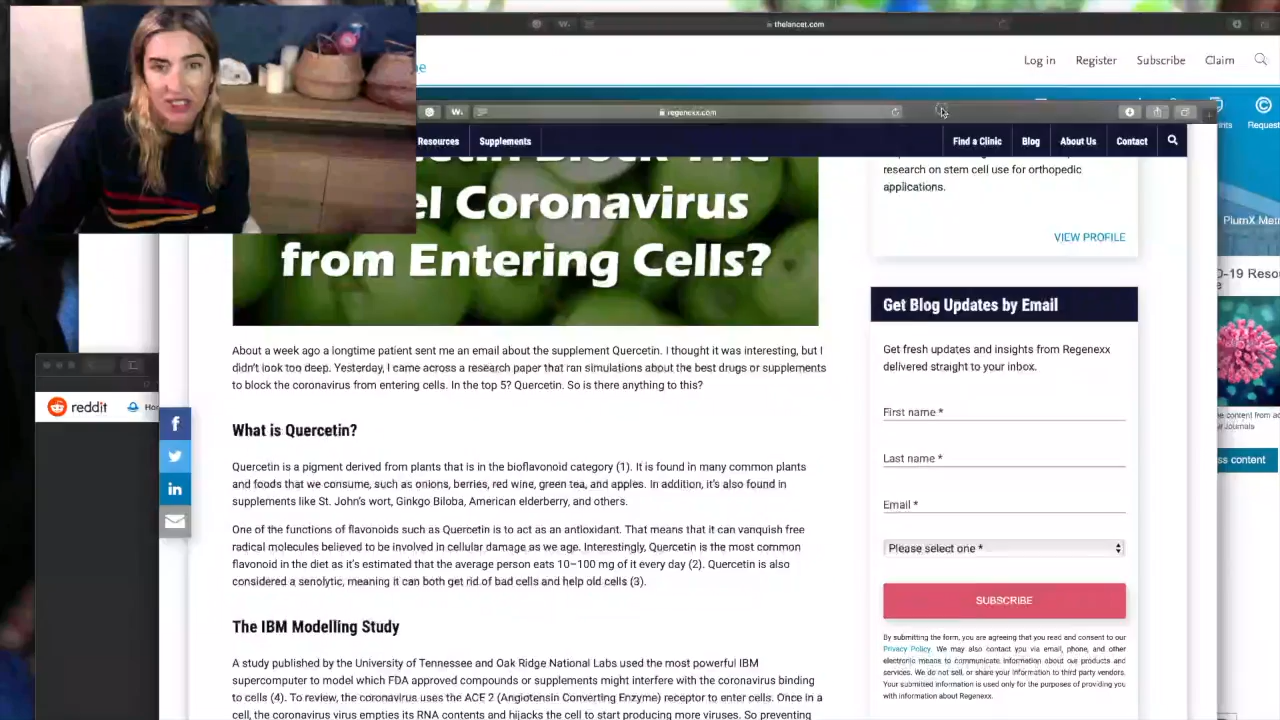 thelancet.com
Log in
Register
Subscribe
Claim
regenexx.com
Resources
Supplements
Find a Clinic
Blog
About Us
Contact
Reques
PlumX Met
Block The
el Coronavirus
from Entering Cells?
research on stem cell use for orthopedic
applications.
VIEW PROFILE
Get Blog Updates by Email
Get fresh updates and insights from Regenexx
delivered straight to your inbox.
First name *
Last name *
Email *
Please select one *
SUBSCRIBE
By submitting the form, you are agreeing that you read and consent to our
Privacy Policy. We may also contact you via email, phone, and other
electronic means to communicate information about our products and
services. We do not sell, or share information to third party vendors.
Your submitted information is used only for the purposes of providing you
with information about Regenexx.
About a week ago a longtime patient sent me an email about the supplement Quercetin. I thought it was interesting, but I
didn't look too deep. Yesterday, I came across a research paper that ran simulations about the best drugs or supplements
to block the coronavirus from entering cells. In the top 5? Quercetin. So is there anything to this?
What is Quercetin?
Quercetin is a pigment derived from plants that is in the bioflavonoid category (1). It is found in many common plants
and foods that we consume, such as onions, berries, red wine, green tea, and apples. In addition, it's also found in
supplements like St. John's wort, Ginkgo Biloba, American elderberry, and others.
One of the functions of flavonoids such as Quercetin is to act as an antioxidant. That means that it can vanquish free
radical molecules believed to be involved in cellular damage as we age. Interestingly, Quercetin is the most common
flavonoid in the diet as it's estimated that the average person eats 10–100 mg of it every day (2). Quercetin is also
considered a senolytic, meaning it can both get rid of bad cells and help old cells (3).
The IBM Modelling Study
A study published by the University of Tennessee and Oak Ridge National Labs used the most powerful IBM
supercomputer to model which FDA approved compounds or supplements might interfere with the coronavirus binding
to cells (4). To review, the coronavirus uses the ACE 2 (Angiotensin Converting Enzyme) receptor to enter cells. Once in a
cell, the coronavirus virus empties its RNA contents and hijacks the cell to start producing more viruses. So preventing
reddit
Ho
D-19 Reso
e content from ac
Journals
ss content